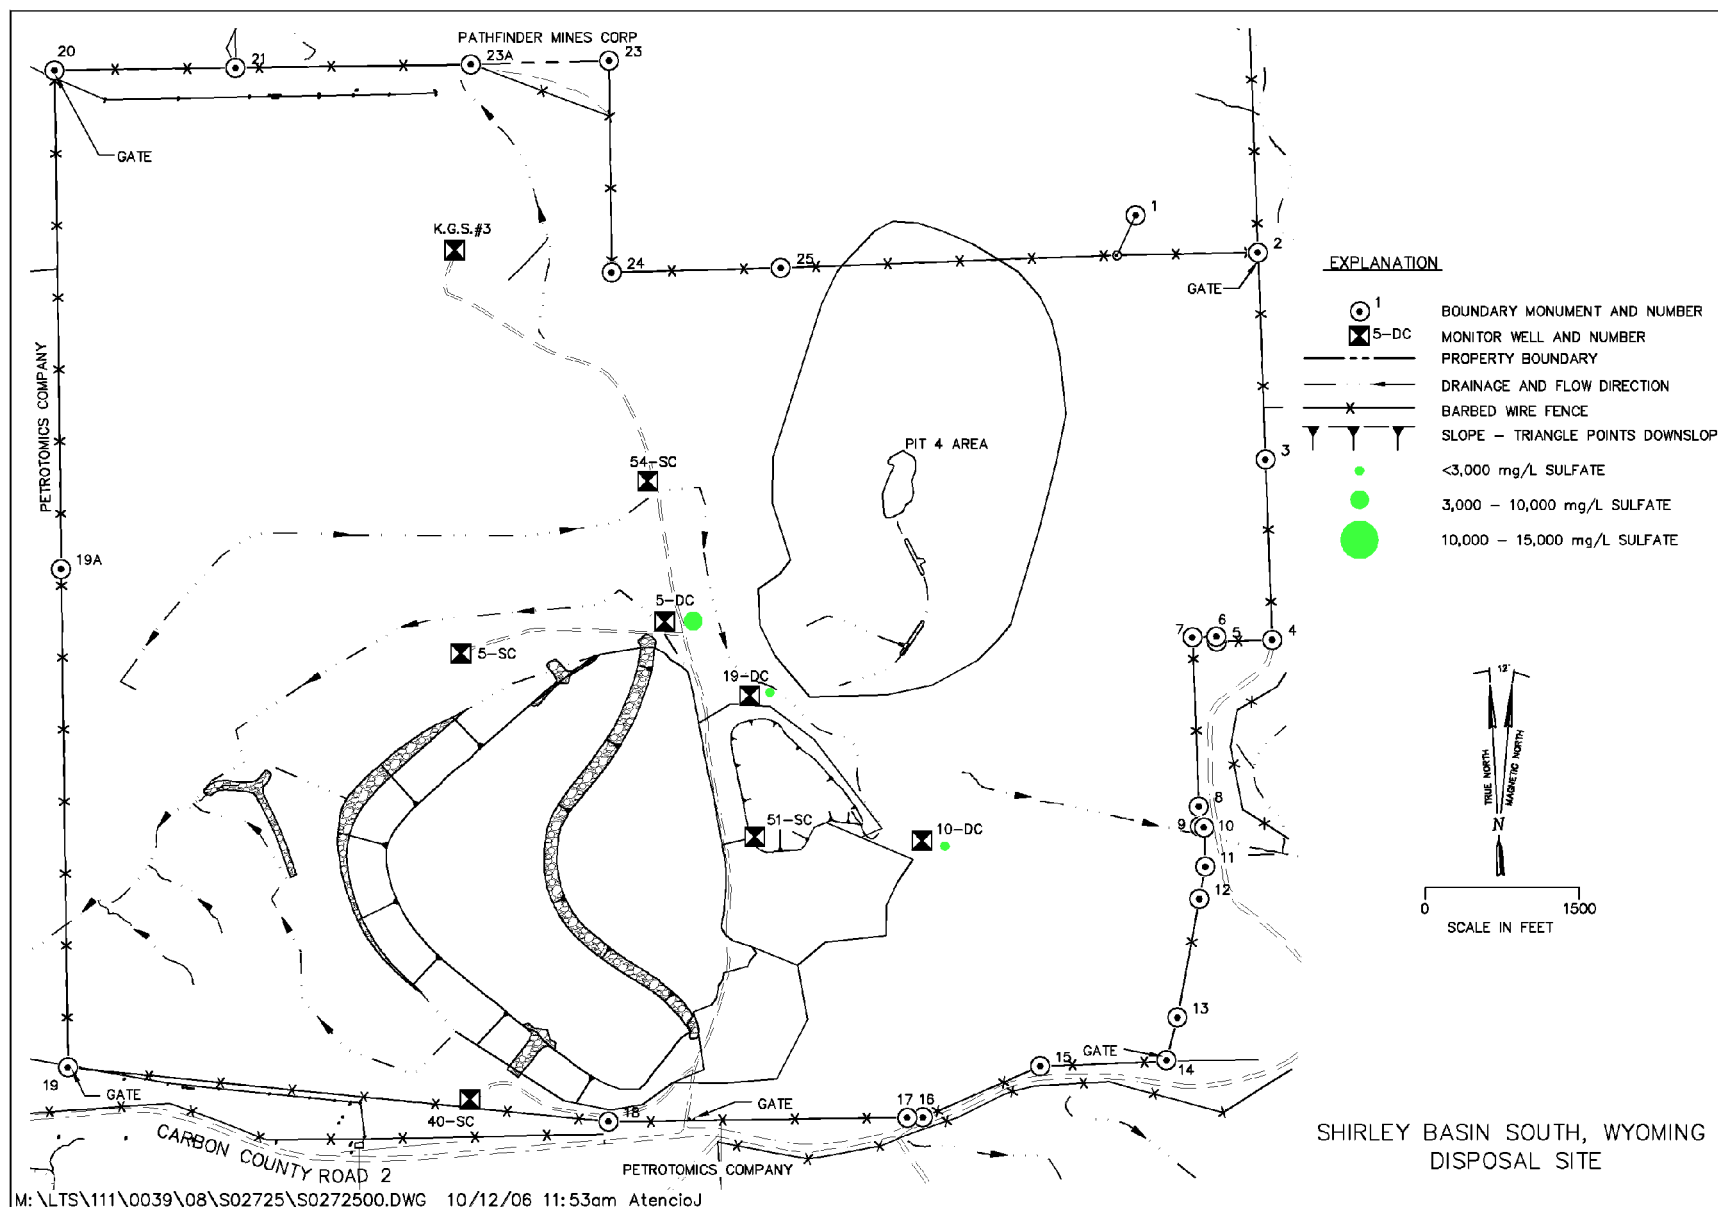 PATHFINDER MINES CORP
20
21
23A
23
GATE
1
K.G.S.#3
24
25
2
GATE
EXPLANATION
1
BOUNDARY MONUMENT AND NUMBER
5-DC
MONITOR WELL AND NUMBER
PROPERTY BOUNDARY
DRAINAGE AND FLOW DIRECTION
BARBED WIRE FENCE
SLOPE - TRIANGLE POINTS DOWNSLOP
<3,000 mg/L SULFATE
3,000 - 10,000 mg/L SULFATE
10,000 - 15,000 mg/L SULFATE
PETROTOMICS COMPANY
PIT 4 AREA
3
54-SC
19A
5-DC
5-SC
7
6
5
4
19-DC
12°
TRUE NORTH
MAGNETIC NORTH
N
8
9
10
51-SC
10-DC
11
12
0
1500
SCALE IN FEET
13
GATE
14
15
19
GATE
40-SC
18
GATE
17
16
CARBON COUNTY ROAD 2
PETROTOMICS COMPANY
SHIRLEY BASIN SOUTH, WYOMING
DISPOSAL SITE
M:\LTS\111\0039\08\S02725\S0272500.DWG 10/12/06 11:53am AtencioJ